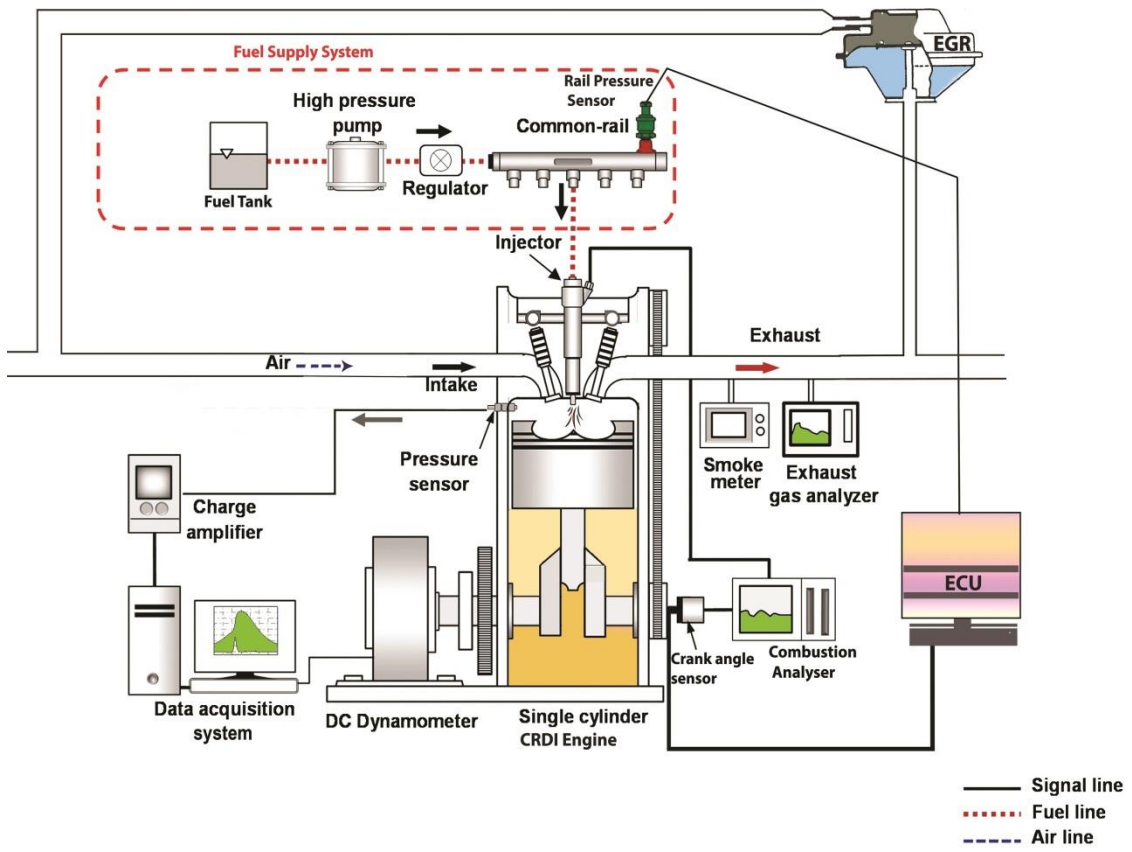 Fuel Supply System
EGR
Rail Pressure
Sensor
High pressure
pump
Common-rail
Regulator
Fuel Tank
Injector
Exhaust
Air
Intake
Pressure
sensor
Smoke
meter
Exhaust
gas analyzer
Charge
amplifier
ECU
Crank angle
sensor
Combustion
Analyser
Data acquisition
system
DC Dynamometer
Single cylinder
CRDI Engine
Signal line
Fuel line
Air line